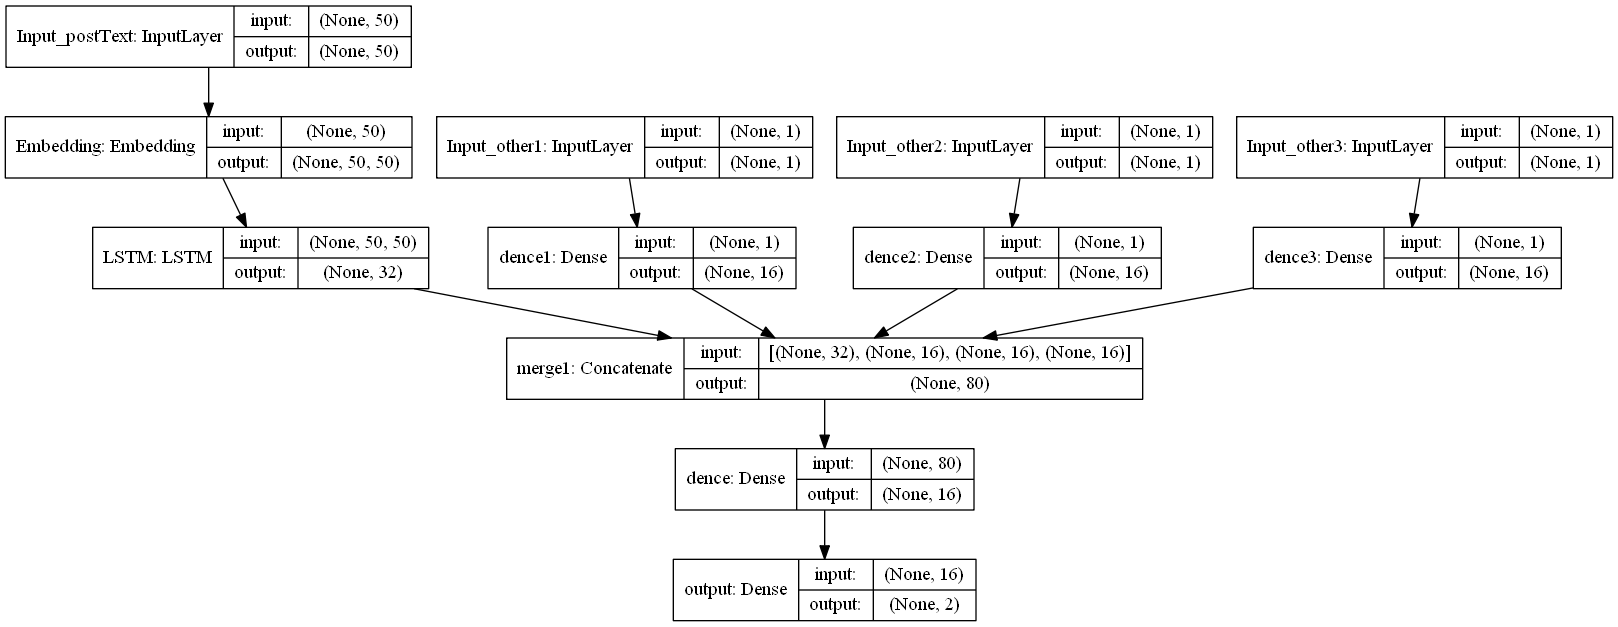 Input_postText: InputLayer
input: (None, 50)
output: (None, 50)
Embedding: Embedding
input: (None, 50)
output: (None, 50, 50)
Input_other1: InputLayer
input: (None, 1)
output: (None, 1)
Input_other2: InputLayer
input: (None, 1)
output: (None, 1)
Input_other3: InputLayer
input: (None, 1)
output: (None, 1)
LSTM: LSTM
input: (None, 50, 50)
output: (None, 32)
dence1: Dense
input: (None, 1)
output: (None, 16)
dence2: Dense
input: (None, 1)
output: (None, 16)
dence3: Dense
input: (None, 1)
output: (None, 16)
merge1: Concatenate
input: [(None, 32), (None, 16), (None, 16), (None, 16)]
output: (None, 80)
dence: Dense
input: (None, 80)
output: (None, 16)
output: Dense
input: (None, 16)
output: (None, 2)